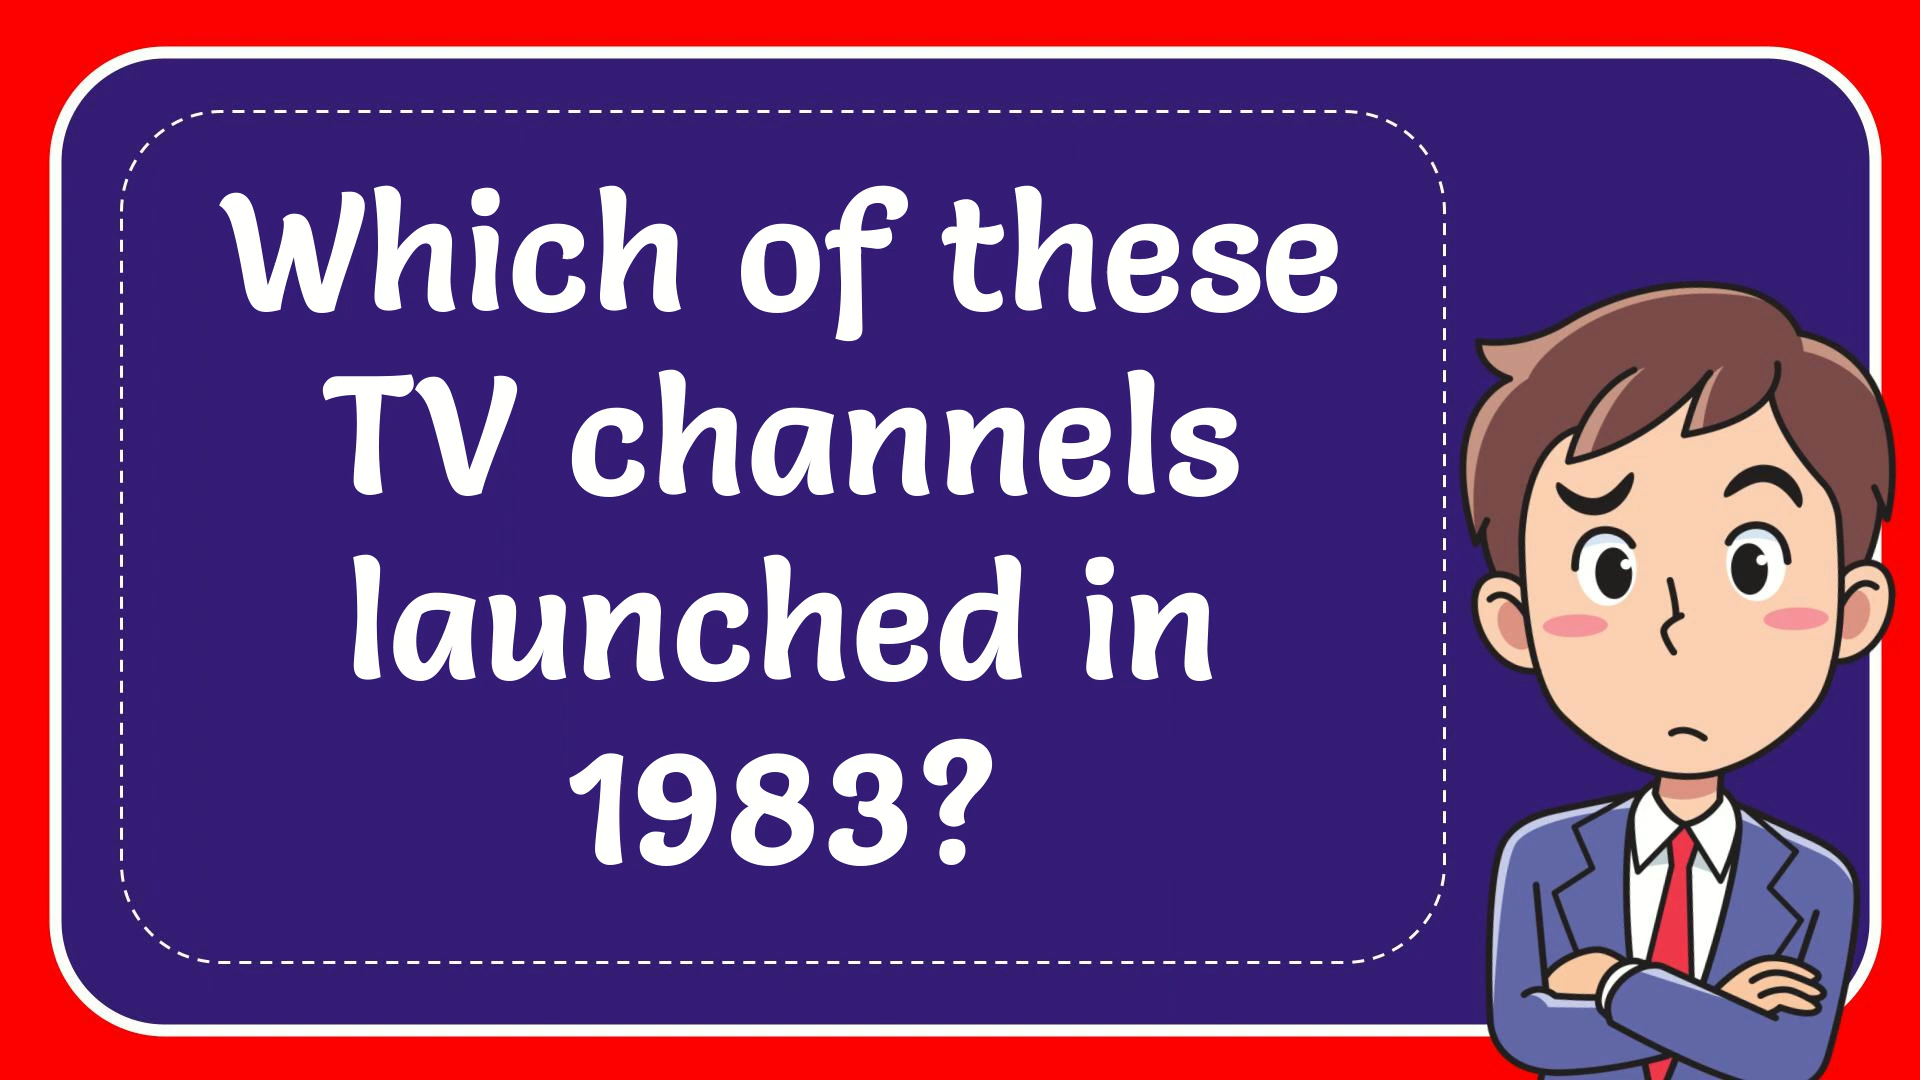 Which of these
TV channels
launched in
1983?